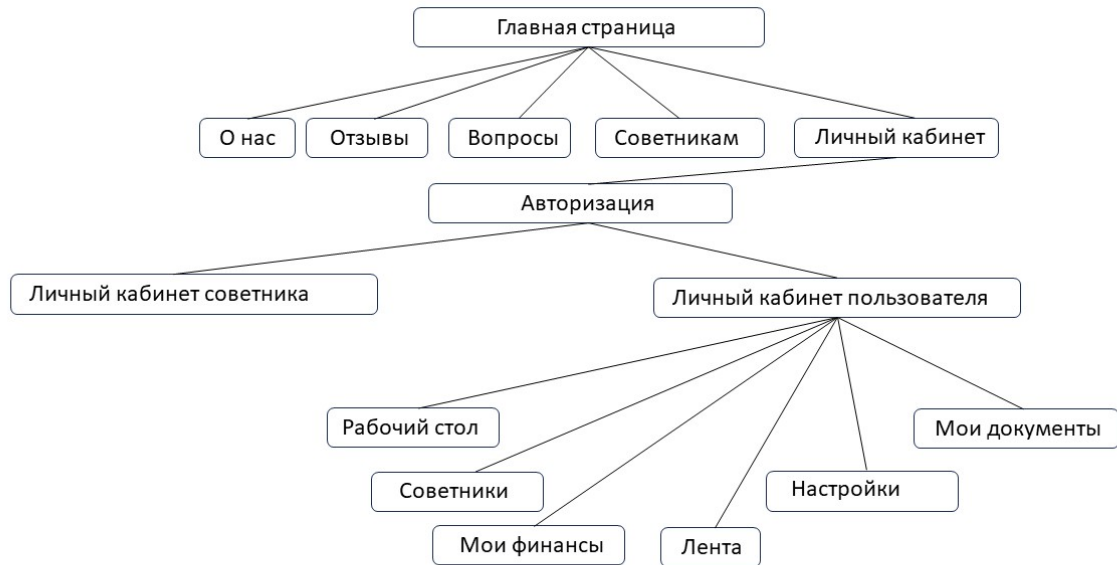 Главная страница
О нас
Отзывы
Вопросы
Советникам
Личный кабинет
Авторизация
Личный кабинет советника
Личный кабинет пользователя
Рабочий стол
Мои документы
Советники
Настройки
Мои финансы
Лента